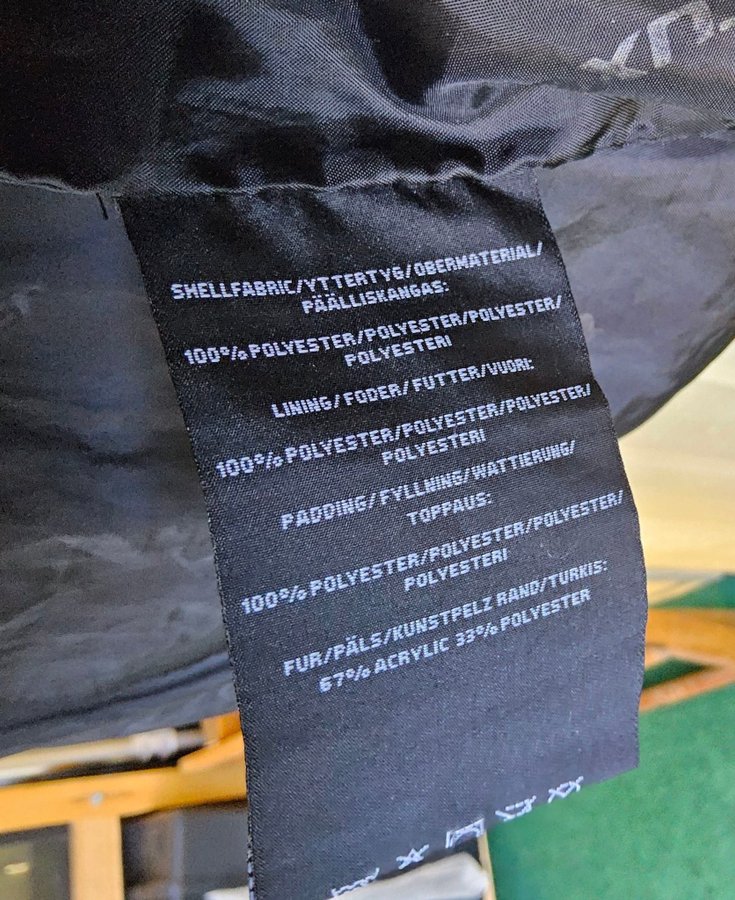 SHELLFABRIC/YTTERTYG/OBERMATERIAL/
PÄÄLLISKANGAS:
100% POLYESTER/POLYESTER/POLYESTER/
POLYESTERI
LINING/FODER/FUTTER/VUORI:
100% POLYESTER/POLYESTER/POLYESTER/
POLYESTERI
PADDING/FYLLNING/WATTIERUNG/
TOPPAUS:
100% POLYESTER/POLYESTER/POLYESTER/
POLYESTERI
FUR/PÄLS/KUNSTPELZ RAND/TURKIS:
67% ACRYLIC 33% POLYESTER